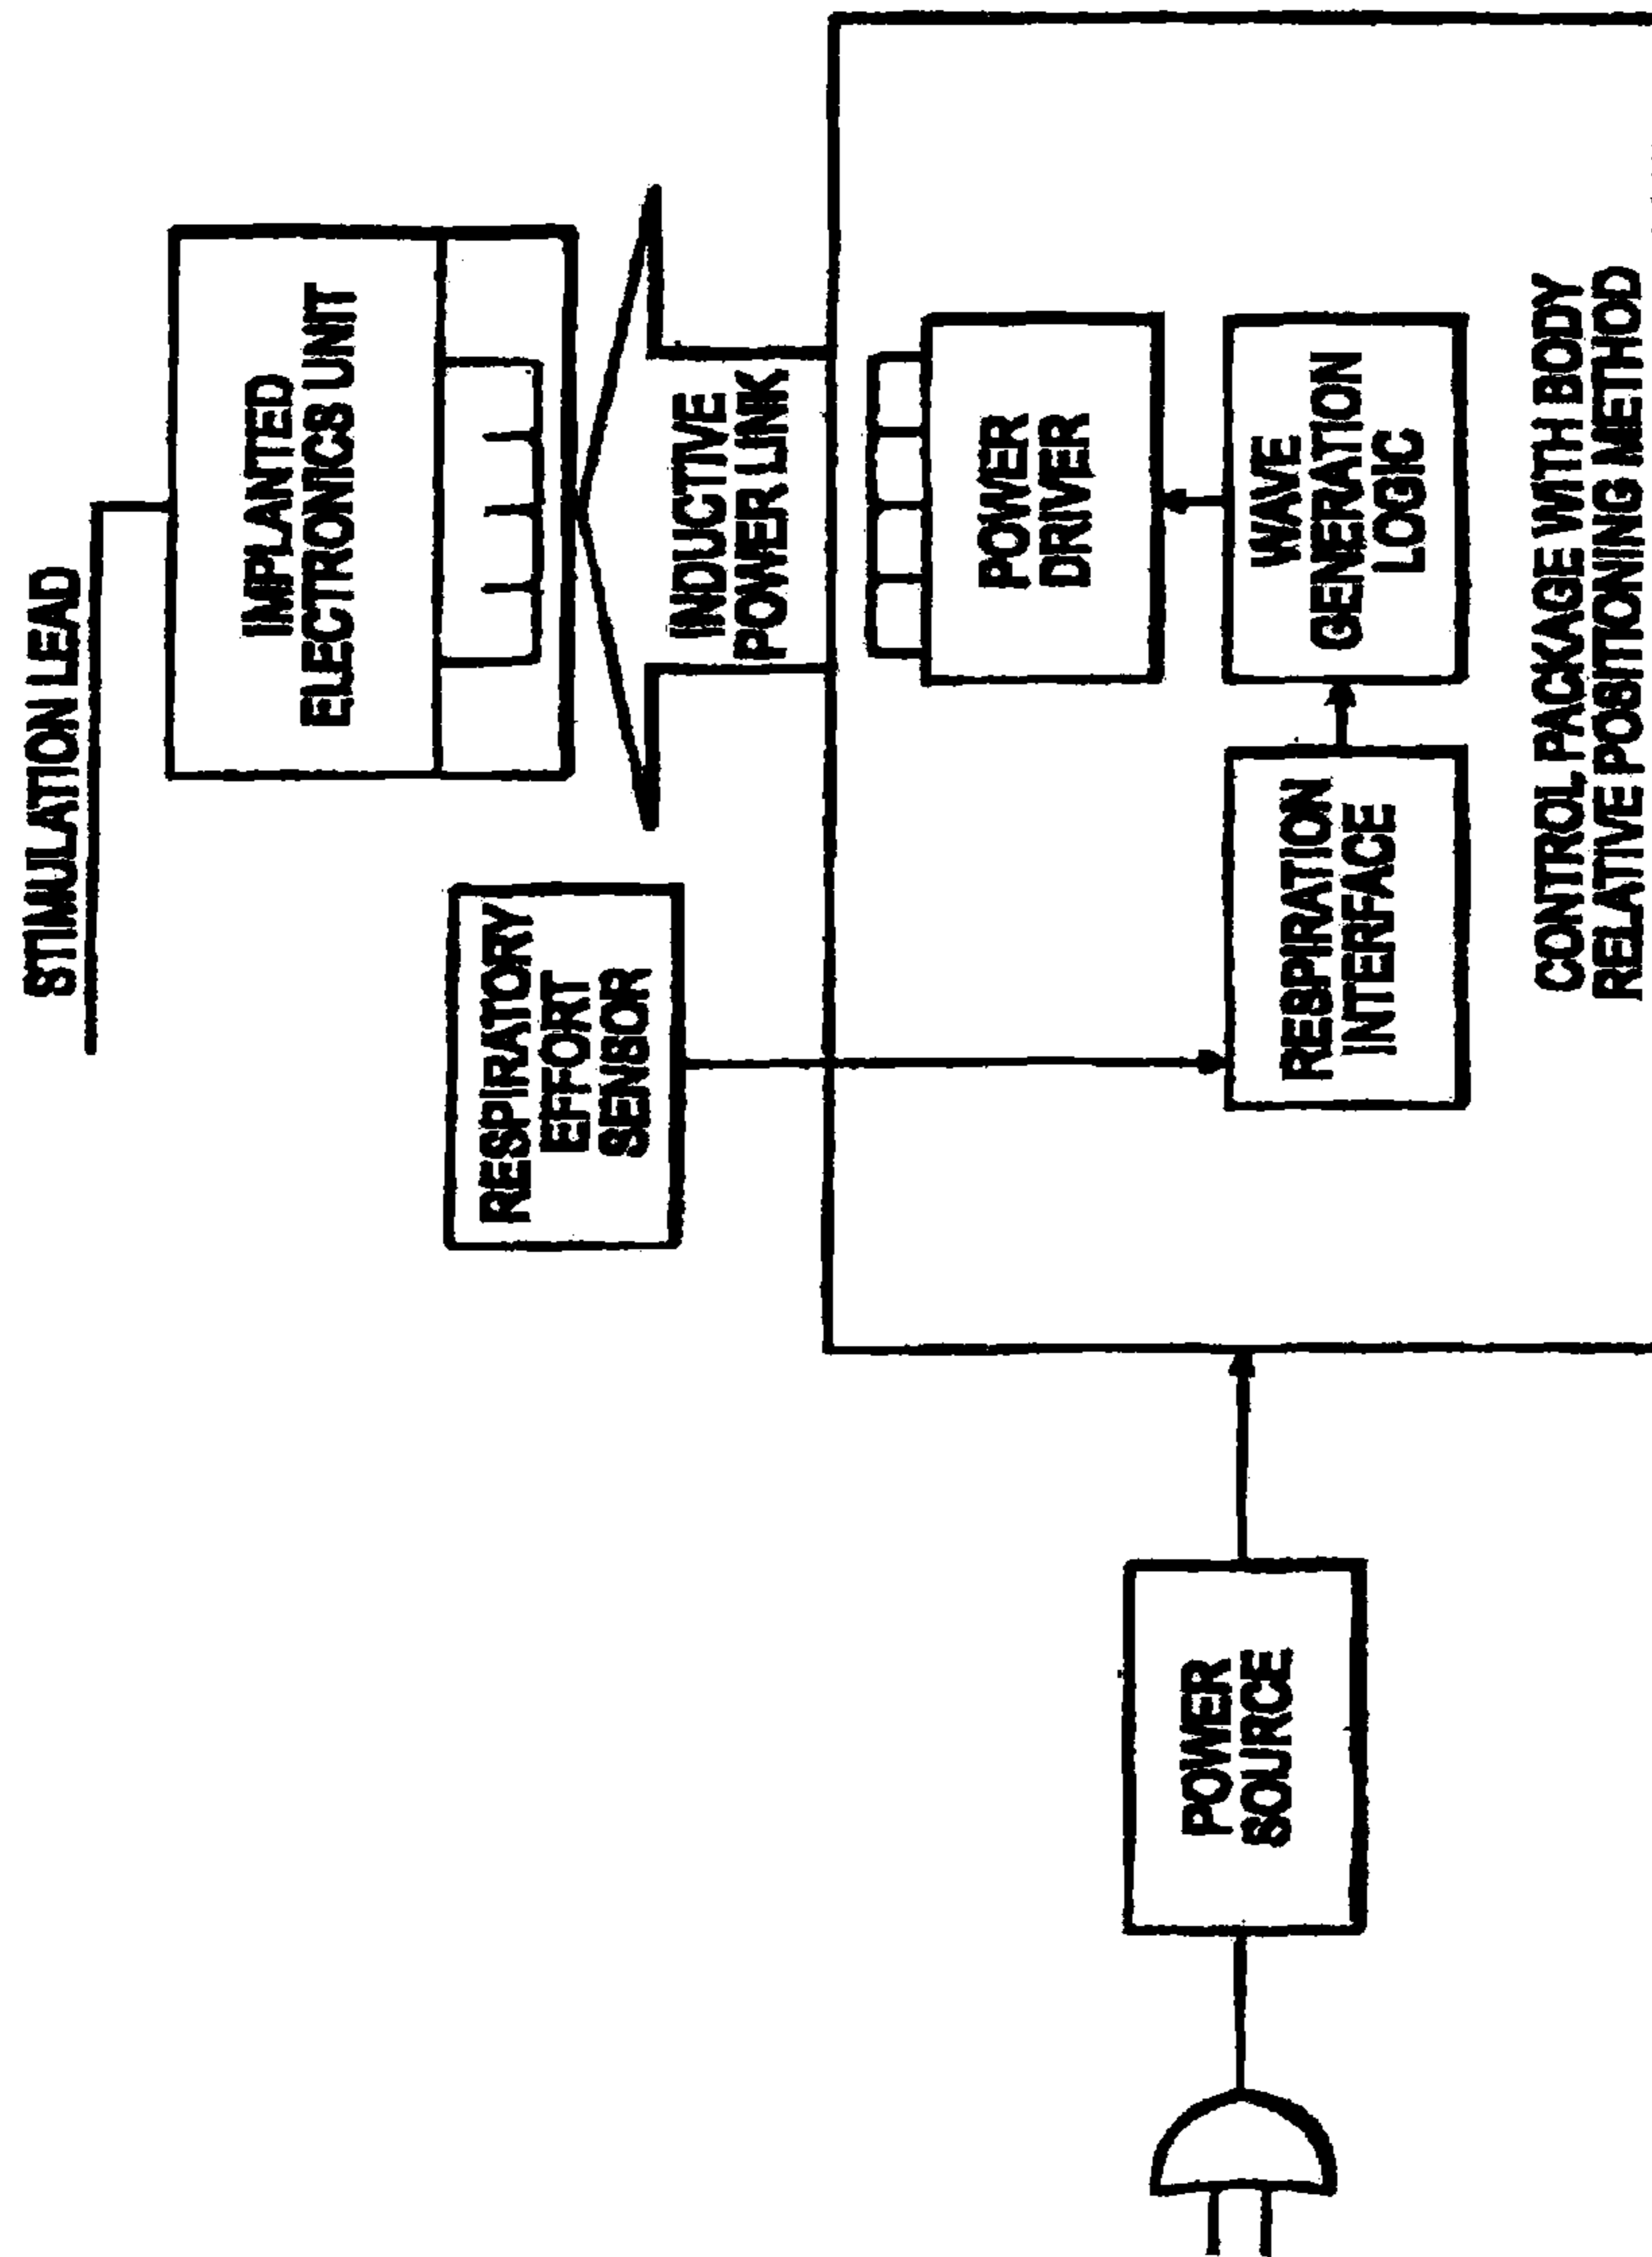 STIMULATION LEAD
IMPLANTED
ELECTRONICS UNIT
RESPIRATORY
EFFORT
SENSOR
INDUCTIVE
POWER LINK
POWER
DRIVER
WAVE
GENERATION
LOGIC
RESPIRATION
INTERFACE
POWER
SOURCE
CONTROL PACKAGE WITH BODY
RELATIVE POSITIONING METHOD